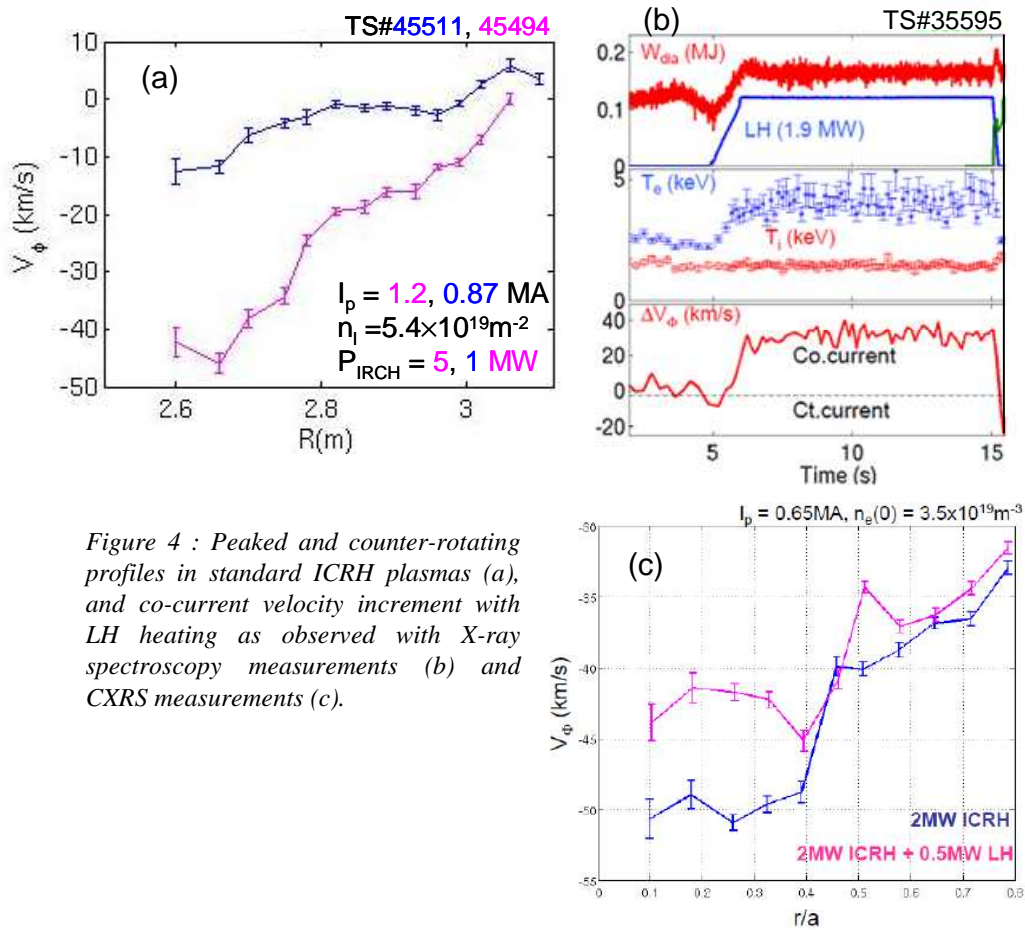 TS#45511, 45494
(a)
0
-10
-20
-30
-40
-50
V_ϕ (km/s)
I_p = 1.2, 0.87 MA
n_l =5.4×10^19m^-2
P_IRCH = 5, 1 MW
2.6
2.8
3
R(m)
(b)
TS#35595
0.2
W_dia (MJ)
0.1
LH (1.9 MW)
0
5
T_e (keV)
T_i (keV)
0
40
ΔV_Φ (km/s)
20
Co.current
0
Ct.current
-20
5
10
15
Time (s)
Figure 4 : Peaked and counter-rotating
profiles in standard ICRH plasmas (a),
and co-current velocity increment with
LH heating as observed with X-ray
spectroscopy measurements (b) and
CXRS measurements (c).
I_p = 0.65MA, n_e(0) = 3.5x10^19m^-3
-30
(c)
-35
-40
V_Φ (km/s)
-45
-50
2MW ICRH
2MW ICRH + 0.5MW LH
-55
0
0.1
0.2
0.3
0.4
0.5
0.6
0.7
0.8
r/a